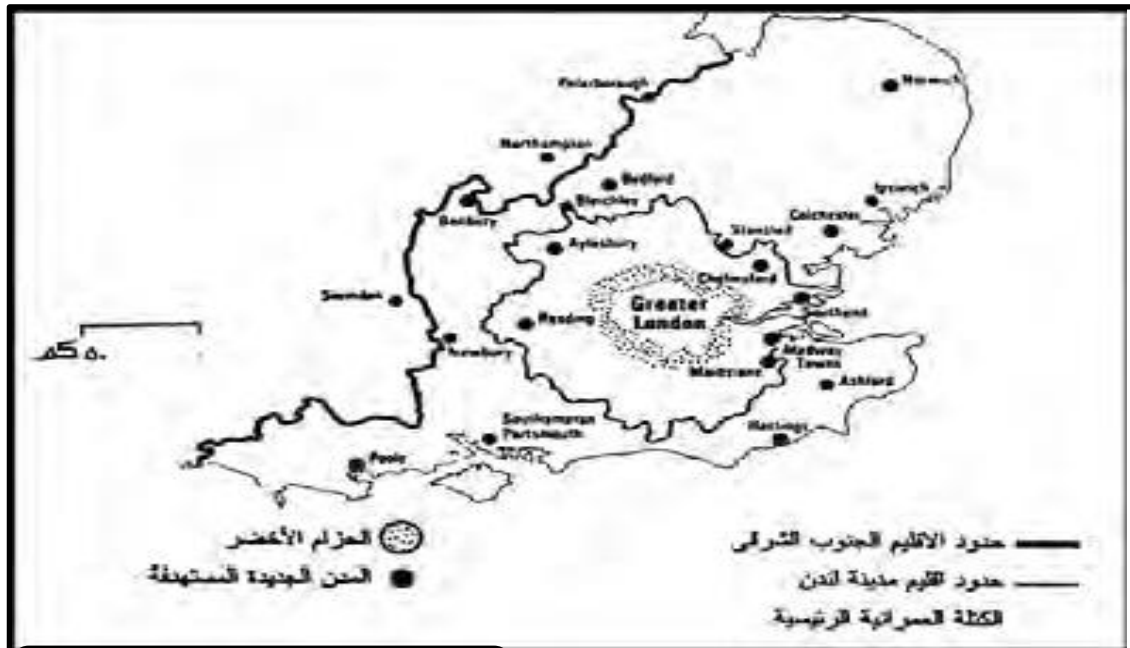 Peterborough
Norwich
Northampton
Bedford
Ipswich
Banbury
Bletchley
Colchester
Stansted
Aylesbury
Chelmsford
Swindon
Greater
London
Southend
Reading
Newbury
Medway
Towns
Maidstone
Ashford
Southampton
Portsmouth
Hastings
Poole
٥٠ كم
الحزام الأخضر
المدن الجديدة المستهدفة
حدود الاقليم الجنوب الشرقى
حدود اقليم مدينة لندن
الكتلة العمرانية الرئيسية